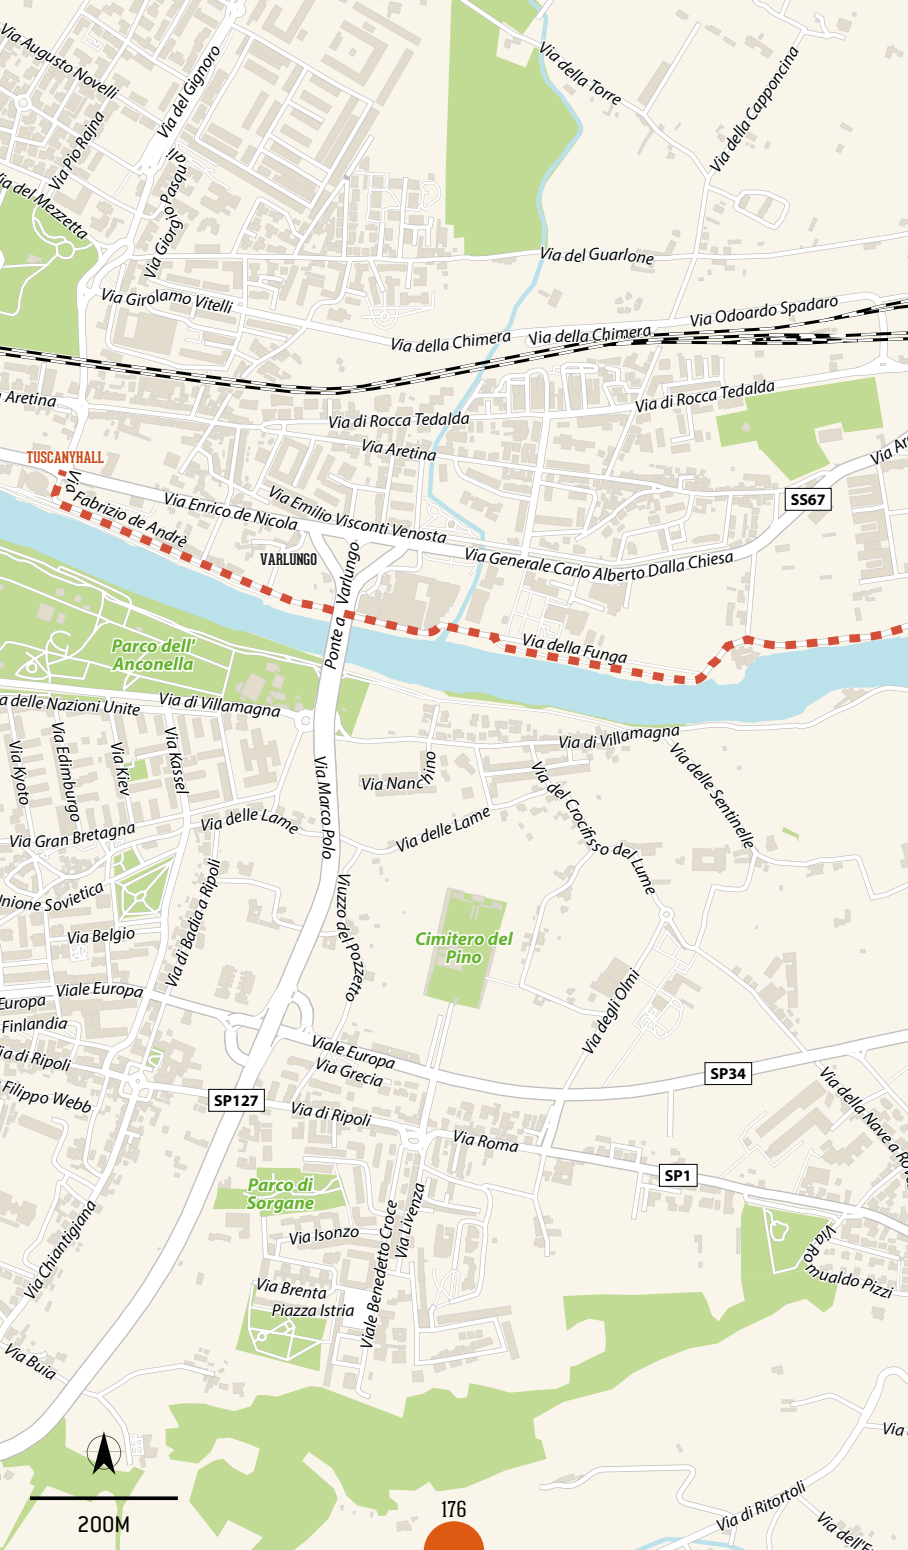 Via Augusto Novelli
Via del Gignoro
Via della Torre
Via della Capponcina
Via Pio Rajna
Via del Mezzetta
Via Giorgio Pasquali
Via del Guarlone
Via Girolamo Vitelli
Via Odoardo Spadaro
Via della Chimera
Via della Chimera
Via di Rocca Tedalda
Aretina
Via di Rocca Tedalda
Via Aretina
TUSCANYHALL
SS67
Via Fabrizio de Andrè
Via Enrico de Nicola
Via Emilio Visconti Venosta
VARLUNGO
Via Generale Carlo Alberto Dalla Chiesa
Ponte a Varlungo
Via della Funga
Parco dell'
Anconella
a delle Nazioni Unite
Via di Villamagna
Via di Villamagna
Via Kyoto
Via Edimburgo
Via Kiev
Via Kassel
Via Marco Polo
Via Nanchino
Via del Crocifisso del Lume
Via delle Sentinelle
Via Gran Bretagna
Via delle Lame
Via delle Lame
Unione Sovietica
Via di Badia a Ripoli
Viuzzo del Pozzetto
Via Belgio
Cimitero del
Pino
Viale Europa
Europa
Finlandia
Via degli Olmi
Via di Ripoli
Viale Europa
Via Grecia
SP34
Filippo Webb
SP127
Via di Ripoli
Via Roma
Via della Nave a Rov
SP1
Parco di
Sorgane
Via Chiantigiana
Via Isonzo
Viale Benedetto Croce
Via Livenza
Via Romualdo Pizzi
Via Brenta
Piazza Istria
Via Buia
Via
Via di Ritortoli
Via dell'E
200M
176